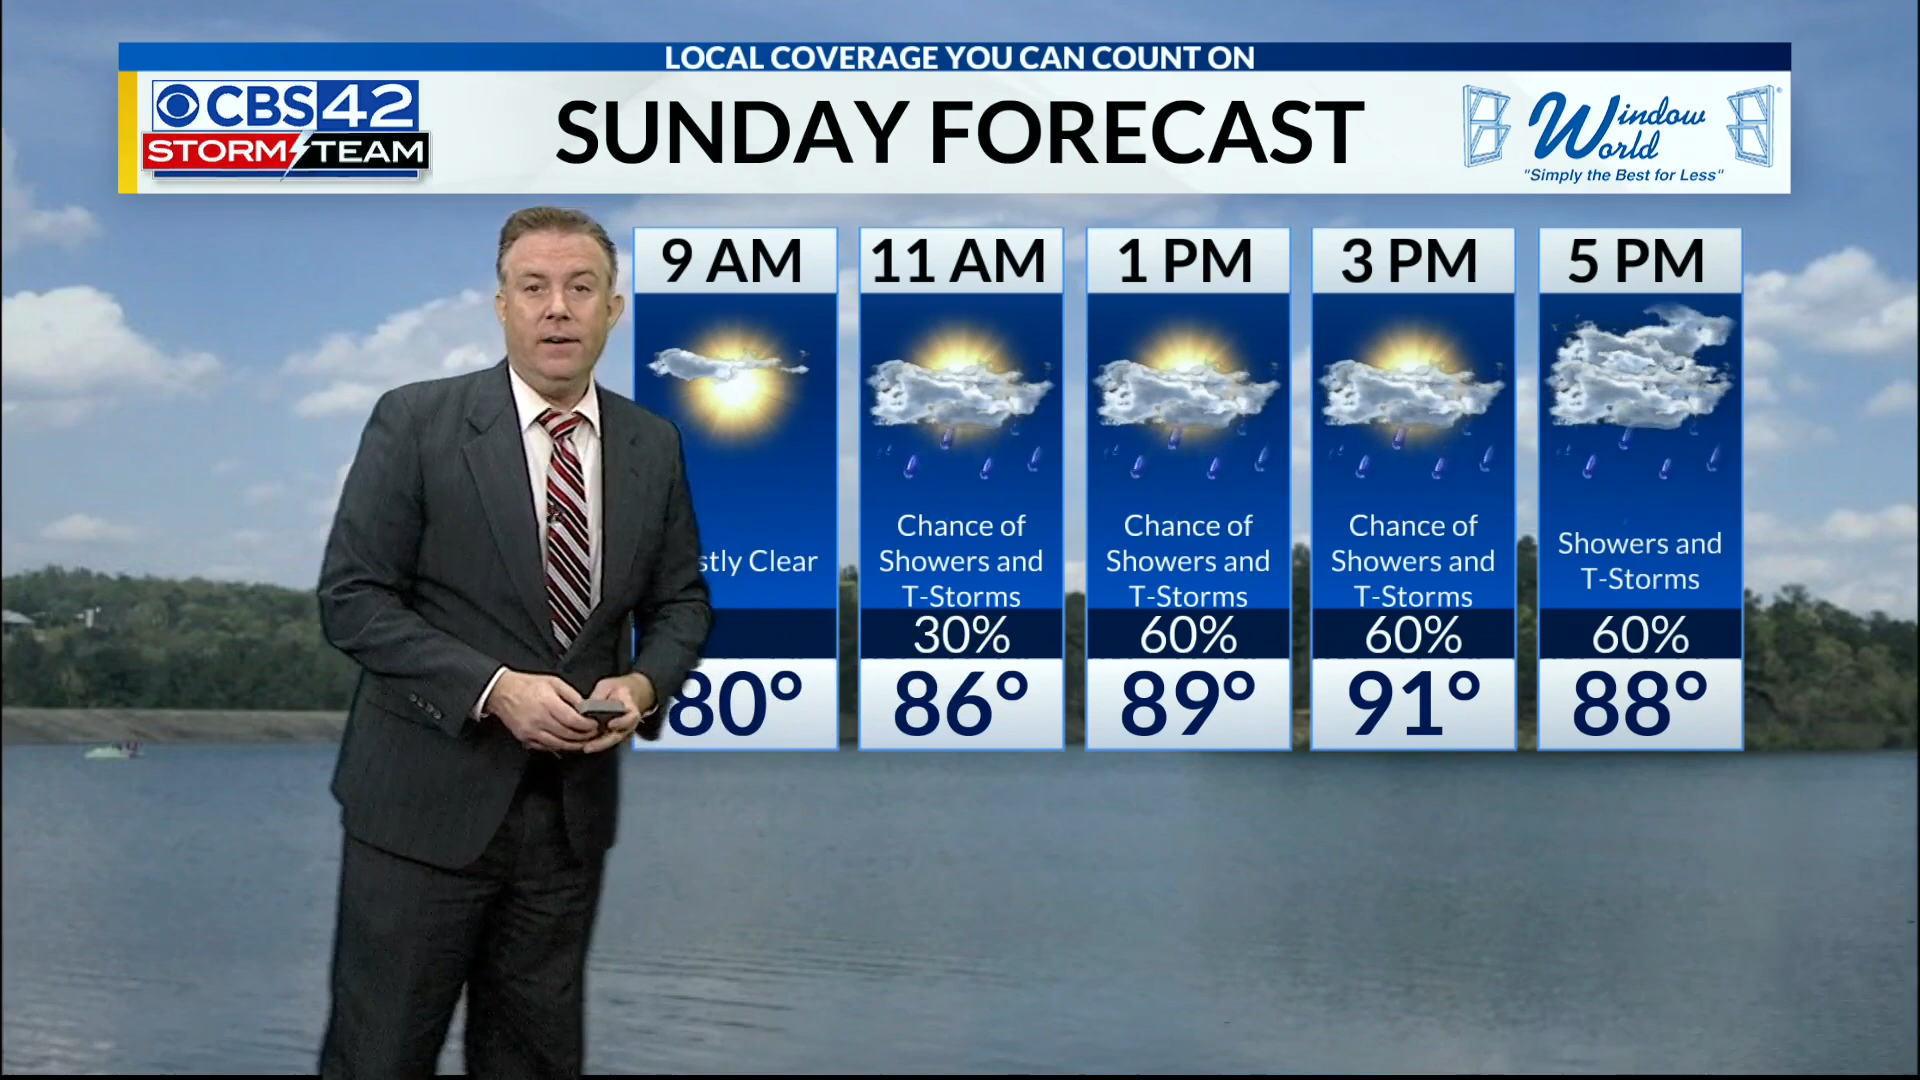 LOCAL COVERAGE YOU CAN COUNT ON
CBS 42
STORM TEAM
SUNDAY FORECAST
Window
World
"Simply the Best for Less"
9 AM
stly Clear
80°
11 AM
Chance of
Showers and
T-Storms
30%
86°
1 PM
Chance of
Showers and
T-Storms
60%
89°
3 PM
Chance of
Showers and
T-Storms
60%
91°
5 PM
Showers and
T-Storms
60%
88°